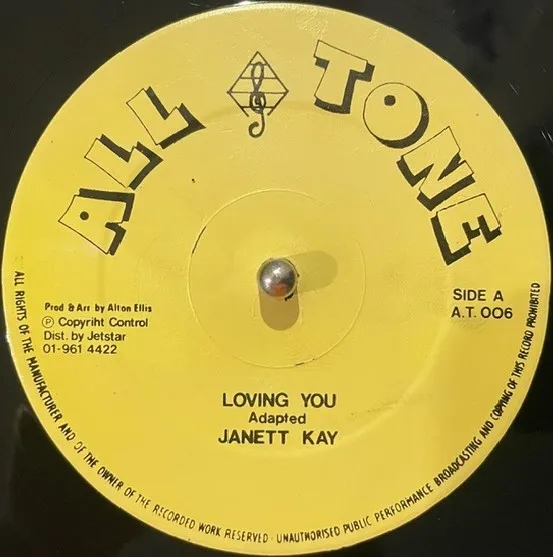 ALL TONE
Prod & Arr by Alton Ellis
Ⓟ Copyriht Control
Dist. by Jetstar
01-961 4422
SIDE A
A.T. 006
LOVING YOU
Adapted
JANETT KAY
ALL RIGHTS OF THE MANUFACTURER AND OF THE OWNER OF THE RECORDED WORK RESERVED · UNAUTHORISED PUBLIC PERFORMANCE BROADCASTING AND COPYING OF THIS RECORD PROHIBITED